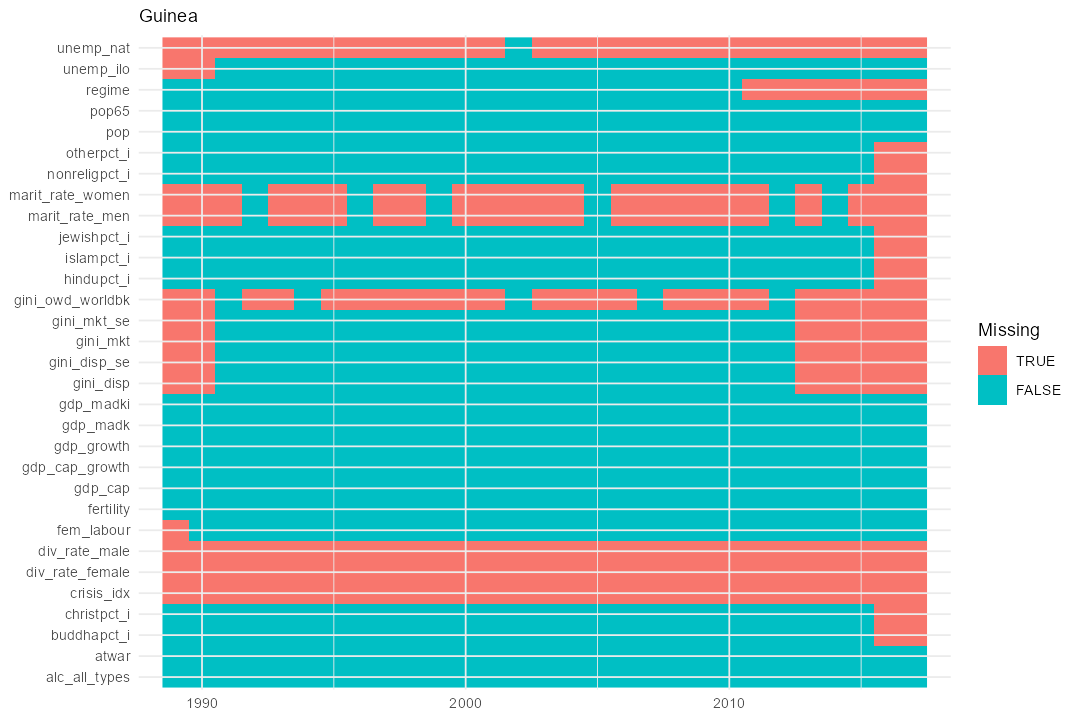 Guinea
unemp_nat
unemp_ilo
regime
pop65
pop
otherpct_i
nonreligpct_i
marit_rate_women
marit_rate_men
jewishpct_i
islampct_i
hindupct_i
gini_owd_worldbk
gini_mkt_se
gini_mkt
gini_disp_se
gini_disp
gdp_madki
gdp_madk
gdp_growth
gdp_cap_growth
gdp_cap
fertility
fem_labour
div_rate_male
div_rate_female
crisis_idx
christpct_i
buddhapct_i
atwar
alc_all_types
1990 2000 2010
Missing
TRUE
FALSE